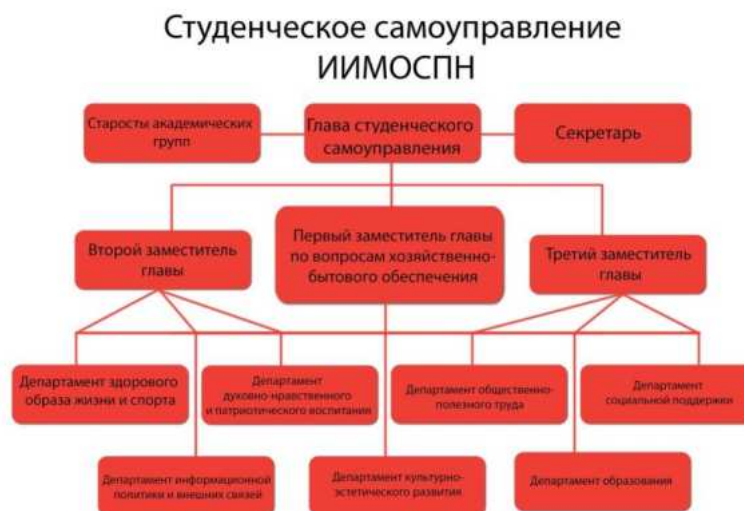 Студенческое самоуправление
ИИМОСПН
Старосты академических
групп
Глава студенческого
самоуправления
Секретарь
Второй заместитель
главы
Первый заместитель главы
по вопросам хозяйственно-
бытового обеспечения
Третий заместитель
главы
Департамент здорового
образа жизни и спорта
Департамент
духовно-нравственного
и патриотического воспитания
Департамент общественно-
полезного труда
Департамент
социальной поддержки
Департамент информационной
политики и внешних связей
Департамент культурно-
эстетического развития
Департамент образования